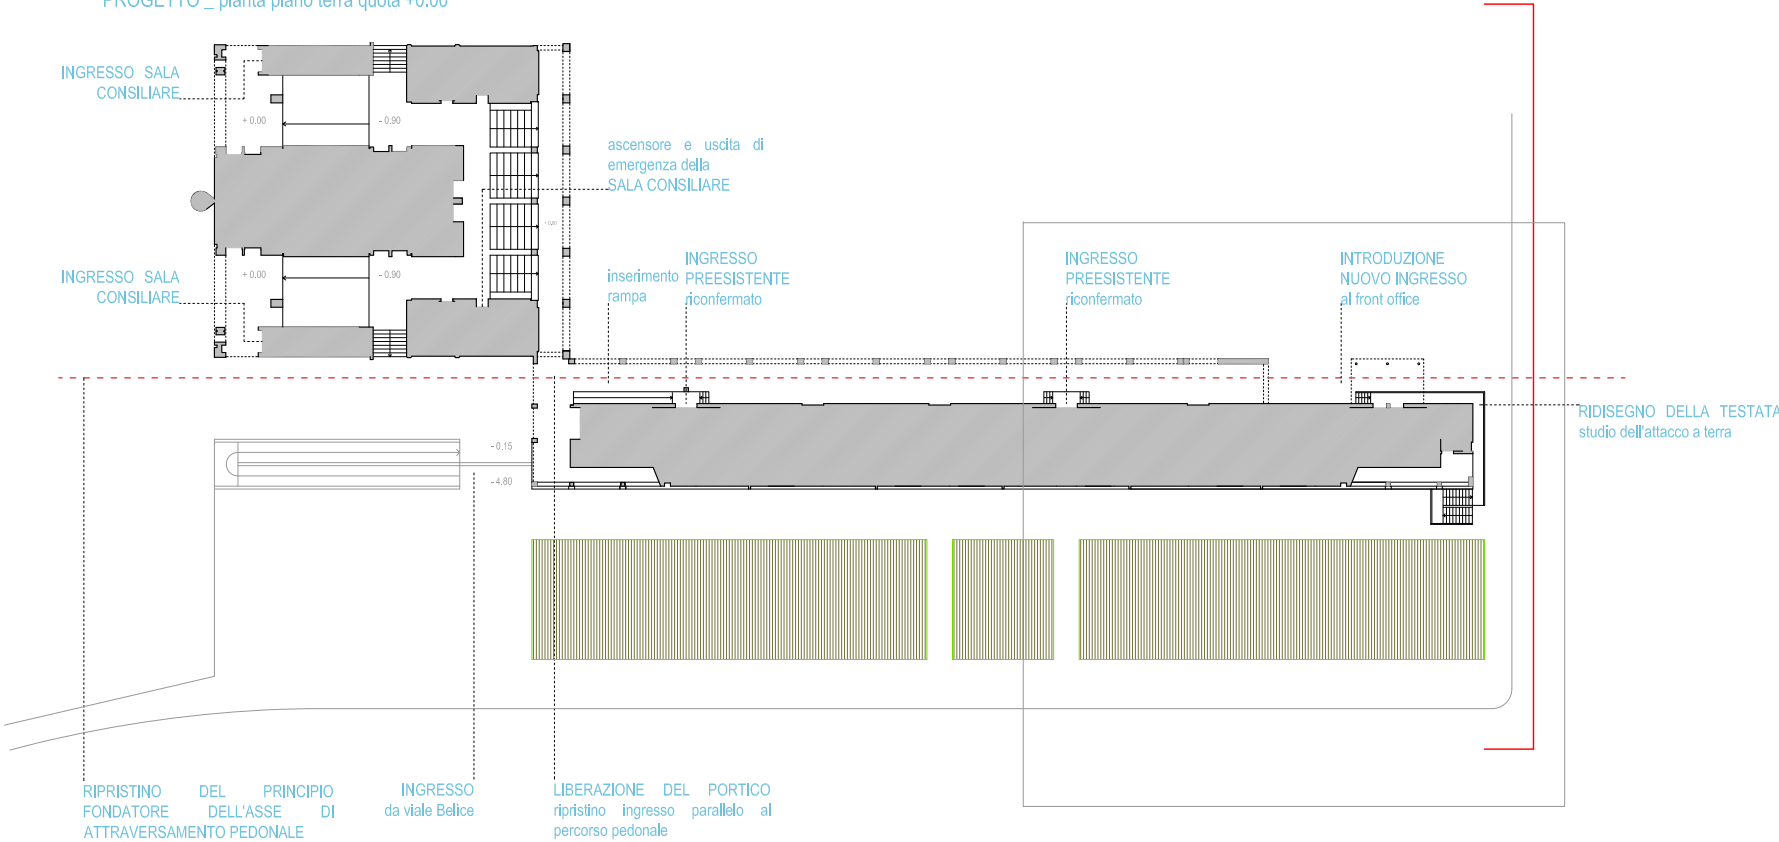 PROGETTO _ pianta piano terra quota +0.00
INGRESSO SALA
CONSILIARE
+ 0.00
- 0.90
ascensore e uscita di
emergenza della
SALA CONSILIARE
INGRESSO SALA
CONSILIARE
+ 0.00
- 0.90
inserimento
rampa
INGRESSO
PREESISTENTE
riconfermato
INGRESSO
PREESISTENTE
riconfermato
INTRODUZIONE
NUOVO INGRESSO
al front office
RIDISEGNO DELLA TESTATA
studio dell'attacco a terra
- 0.15
- 4.80
RIPRISTINO DEL PRINCIPIO
FONDATORE DELL'ASSE DI
ATTRAVERSAMENTO PEDONALE
INGRESSO
da viale Belice
LIBERAZIONE DEL PORTICO
ripristino ingresso parallelo al
percorso pedonale